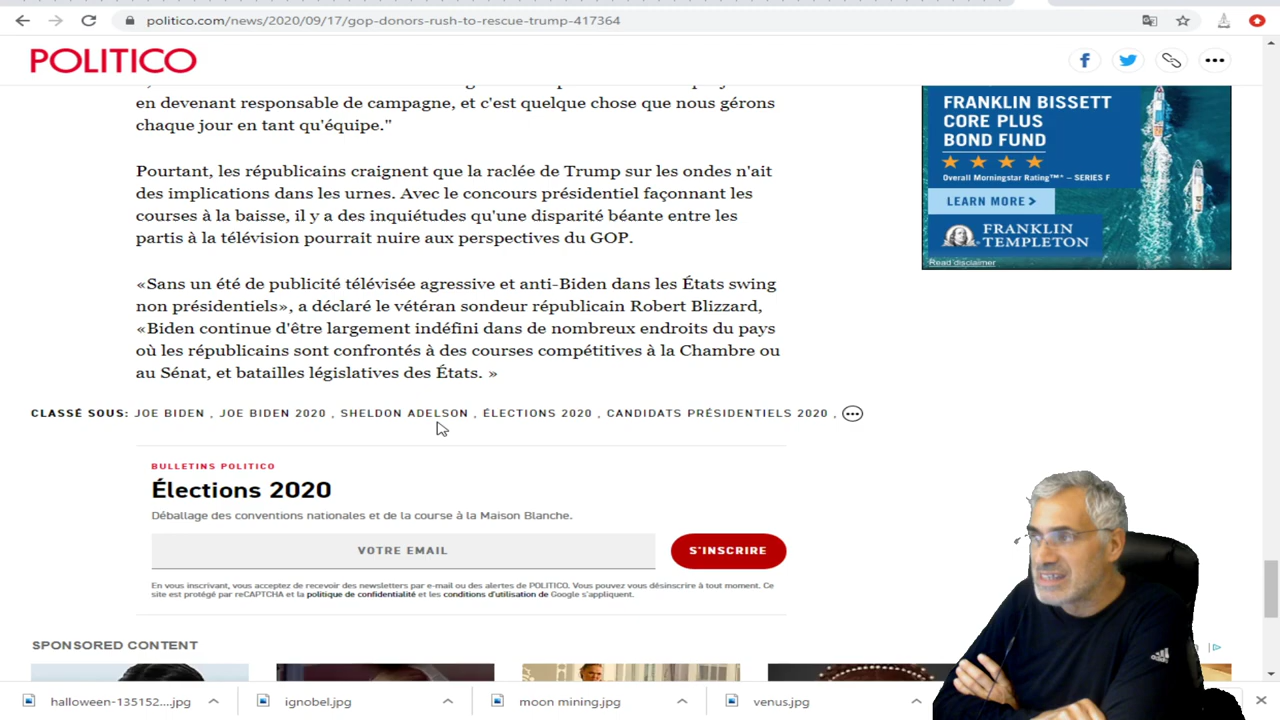 politico.com/news/2020/09/17/gop-donors-rush-to-rescue-trump-417364
POLITICO
en devenant responsable de campagne, et c'est quelque chose que nous gérons
chaque jour en tant qu'équipe."
Pourtant, les républicains craignent que la raclée de Trump sur les ondes n'ait
des implications dans les urnes. Avec le concours présidentiel façonnant les
courses à la baisse, il y a des inquiétudes qu'une disparité béante entre les
partis à la télévision pourrait nuire aux perspectives du GOP.
«Sans un été de publicité télévisée agressive et anti-Biden dans les États swing
non présidentiels», a déclaré le vétéran sondeur républicain Robert Blizzard,
«Biden continue d'être largement indéfini dans de nombreux endroits du pays
où les républicains sont confrontés à des courses compétitives à la Chambre ou
au Sénat, et batailles législatives des États. »
CLASSÉ SOUS: JOE BIDEN , JOE BIDEN 2020 , SHELDON ADELSON , ÉLECTIONS 2020 , CANDIDATS PRÉSIDENTIELS 2020 ,
BULLETINS POLITICO
Élections 2020
Déballage des conventions nationales et de la course à la Maison Blanche.
VOTRE EMAIL
S'INSCRIRE
En vous inscrivant, vous acceptez de recevoir des newsletters par e-mail ou des alertes de POLITICO. Vous pouvez vous désinscrire à tout moment. Ce
site est protégé par reCAPTCHA et la politique de confidentialité et les conditions d'utilisation de Google s'appliquent.
SPONSORED CONTENT
FRANKLIN BISSETT
CORE PLUS
BOND FUND
Overall Morningstar Rating™* – SERIES F
LEARN MORE >
FRANKLIN
TEMPLETON
Read disclaimer
halloween-135152....jpg
ignobel.jpg
moon mining.jpg
venus.jpg